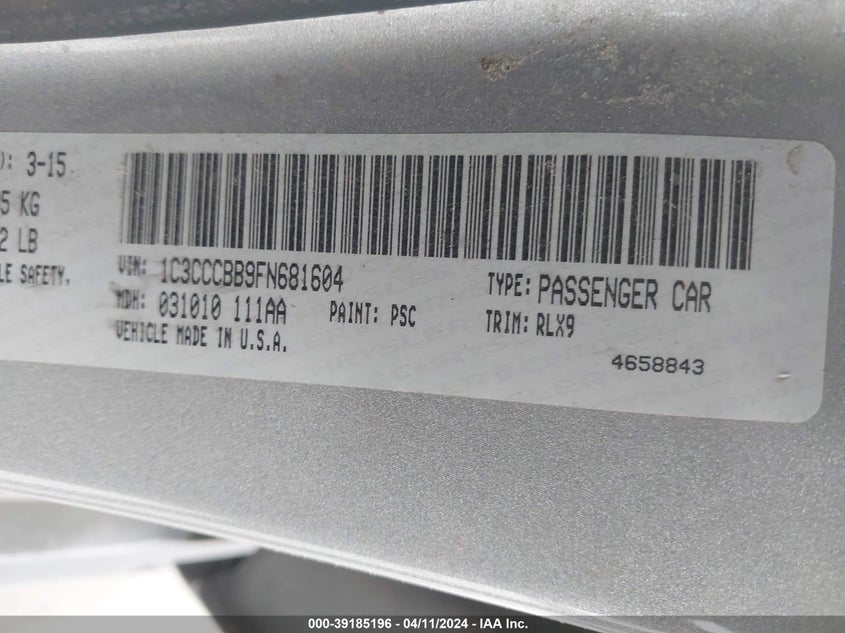 ): 3-15
5 KG
2 LB
LE SAFETY.
VIN: 1C3CCCBB9FN681604
TYPE: PASSENGER CAR
MDH: 031010 111AA
PAINT: PSC
TRIM: RLX9
VEHICLE MADE IN U.S.A.
4658843
000-39185196 - 04/11/2024 - IAA Inc.